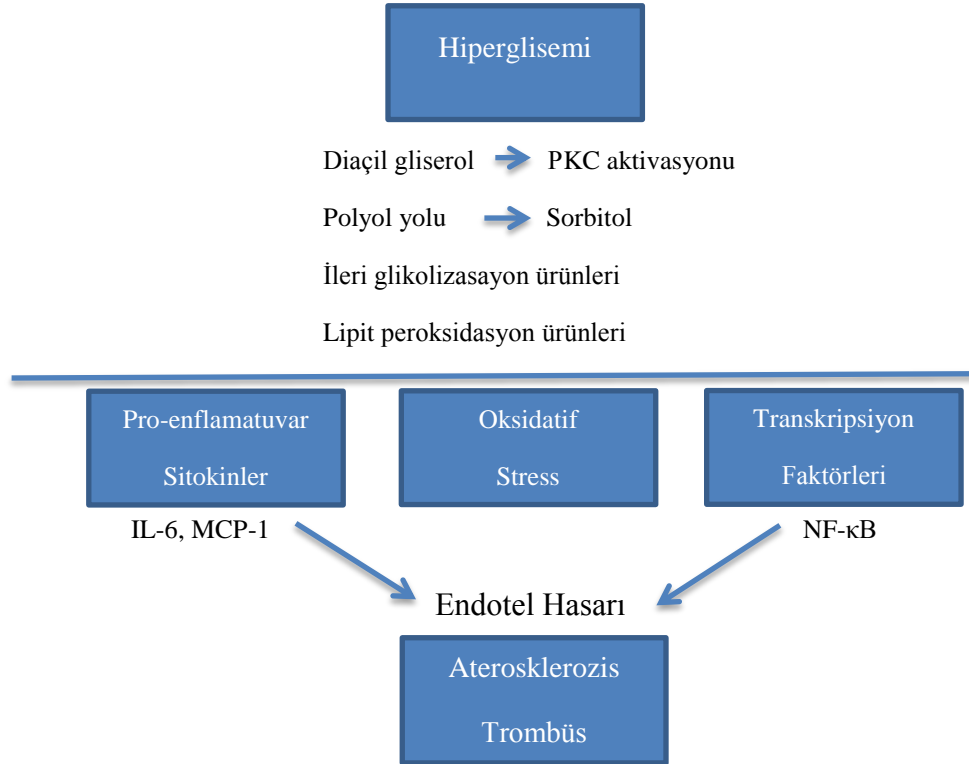 Hiperglisemi
Diaçil gliserol PKC aktivasyonu
Polyol yolu Sorbitol
İleri glikolizasayon ürünleri
Lipit peroksidasyon ürünleri
Pro-enflamatuvar
Sitokinler
Oksidatif
Stress
Transkripsiyon
Faktörleri
IL-6, MCP-1
NF-κB
Endotel Hasarı
Aterosklerozis
Trombüs